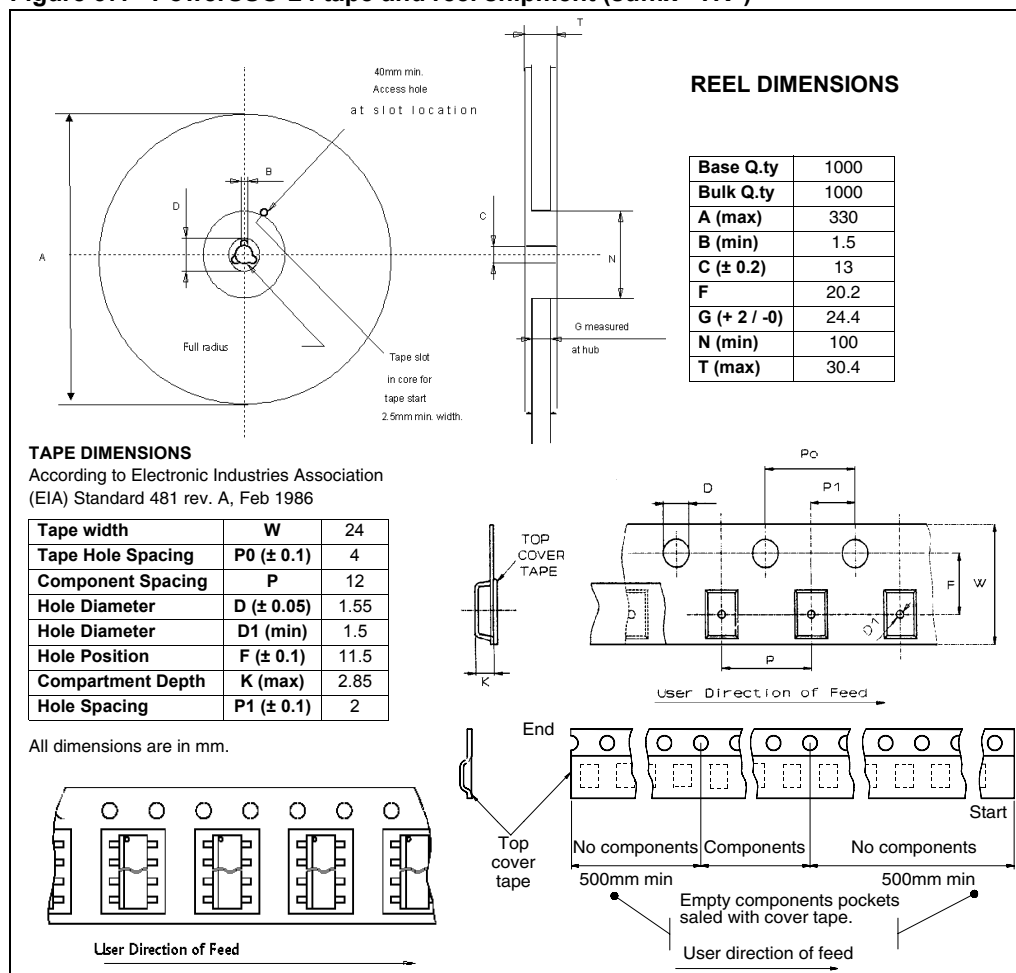 T
40mm min.
Access hole
at slot location
REEL DIMENSIONS
B
D
C
A
N
Base Q.ty 1000
Bulk Q.ty 1000
A (max) 330
B (min) 1.5
C (± 0.2) 13
F 20.2
G (+ 2 / -0) 24.4
N (min) 100
T (max) 30.4
G measured
at hub
Full radius
Tape slot
in core for
tape start
2.5mm min. width.
TAPE DIMENSIONS
According to Electronic Industries Association
(EIA) Standard 481 rev. A, Feb 1986
Tape width W 24
Tape Hole Spacing P0 (± 0.1) 4
Component Spacing P 12
Hole Diameter D (± 0.05) 1.55
Hole Diameter D1 (min) 1.5
Hole Position F (± 0.1) 11.5
Compartment Depth K (max) 2.85
Hole Spacing P1 (± 0.1) 2
All dimensions are in mm.
Po
D
P1
TOP
COVER
TAPE
F
W
D1
K
P
User Direction of Feed
End
Start
Top
cover
tape
No components
Components
No components
500mm min
500mm min
Empty components pockets
saled with cover tape.
User direction of feed
User Direction of Feed